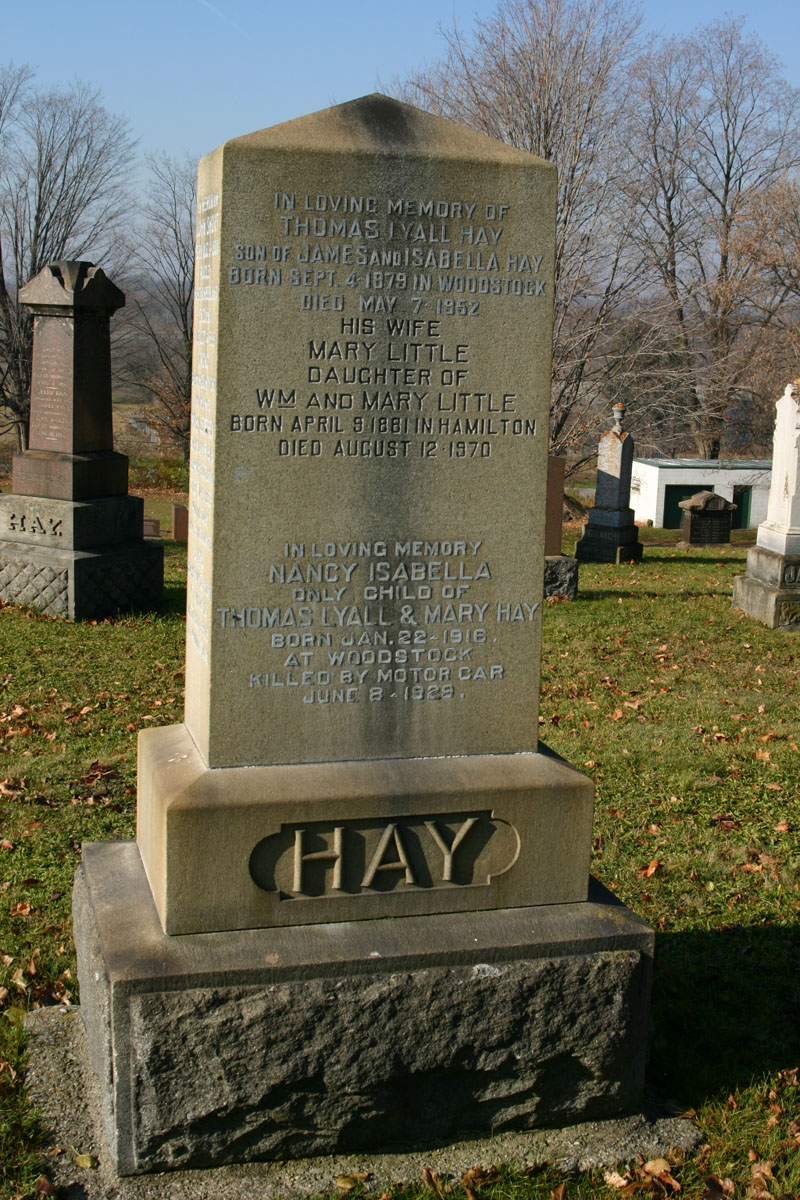 IN LOVING MEMORY OF
THOMAS LYALL HAY
SON OF JAMES AND ISABELLA HAY
BORN SEPT. 4·1879 IN WOODSTOCK
DIED MAY 7·1952
HIS WIFE
MARY LITTLE
DAUGHTER OF
WM AND MARY LITTLE
BORN APRIL 9·1881 IN HAMILTON
DIED AUGUST 12·1970
IN LOVING MEMORY
NANCY ISABELLA
ONLY CHILD OF
THOMAS LYALL & MARY HAY
BORN JAN. 22-1916.
AT WOODSTOCK
KILLED BY MOTOR CAR
JUNE 8-1929.
HAY
HAY